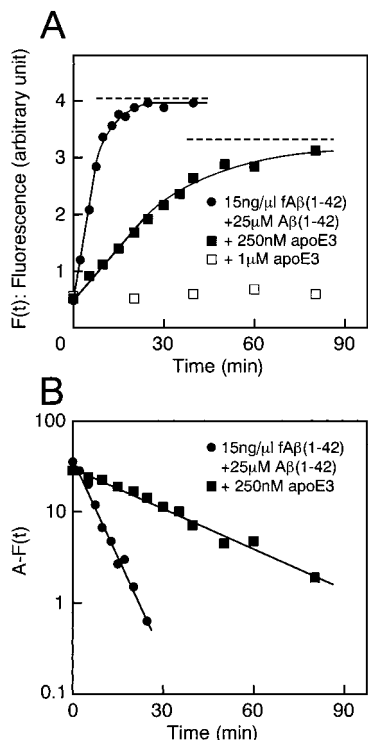 A
F(t): Fluorescence (arbitrary unit)
5
4
3
2
1
0
0
30
60
90
Time (min)
15ng/µl fAβ(1-42)
+25µM Aβ(1-42)
+ 250nM apoE3
+ 1µM apoE3
B
A-F(t)
100
10
1
0.1
0
30
60
90
Time (min)
15ng/µl fAβ(1-42)
+25µM Aβ(1-42)
+ 250nM apoE3